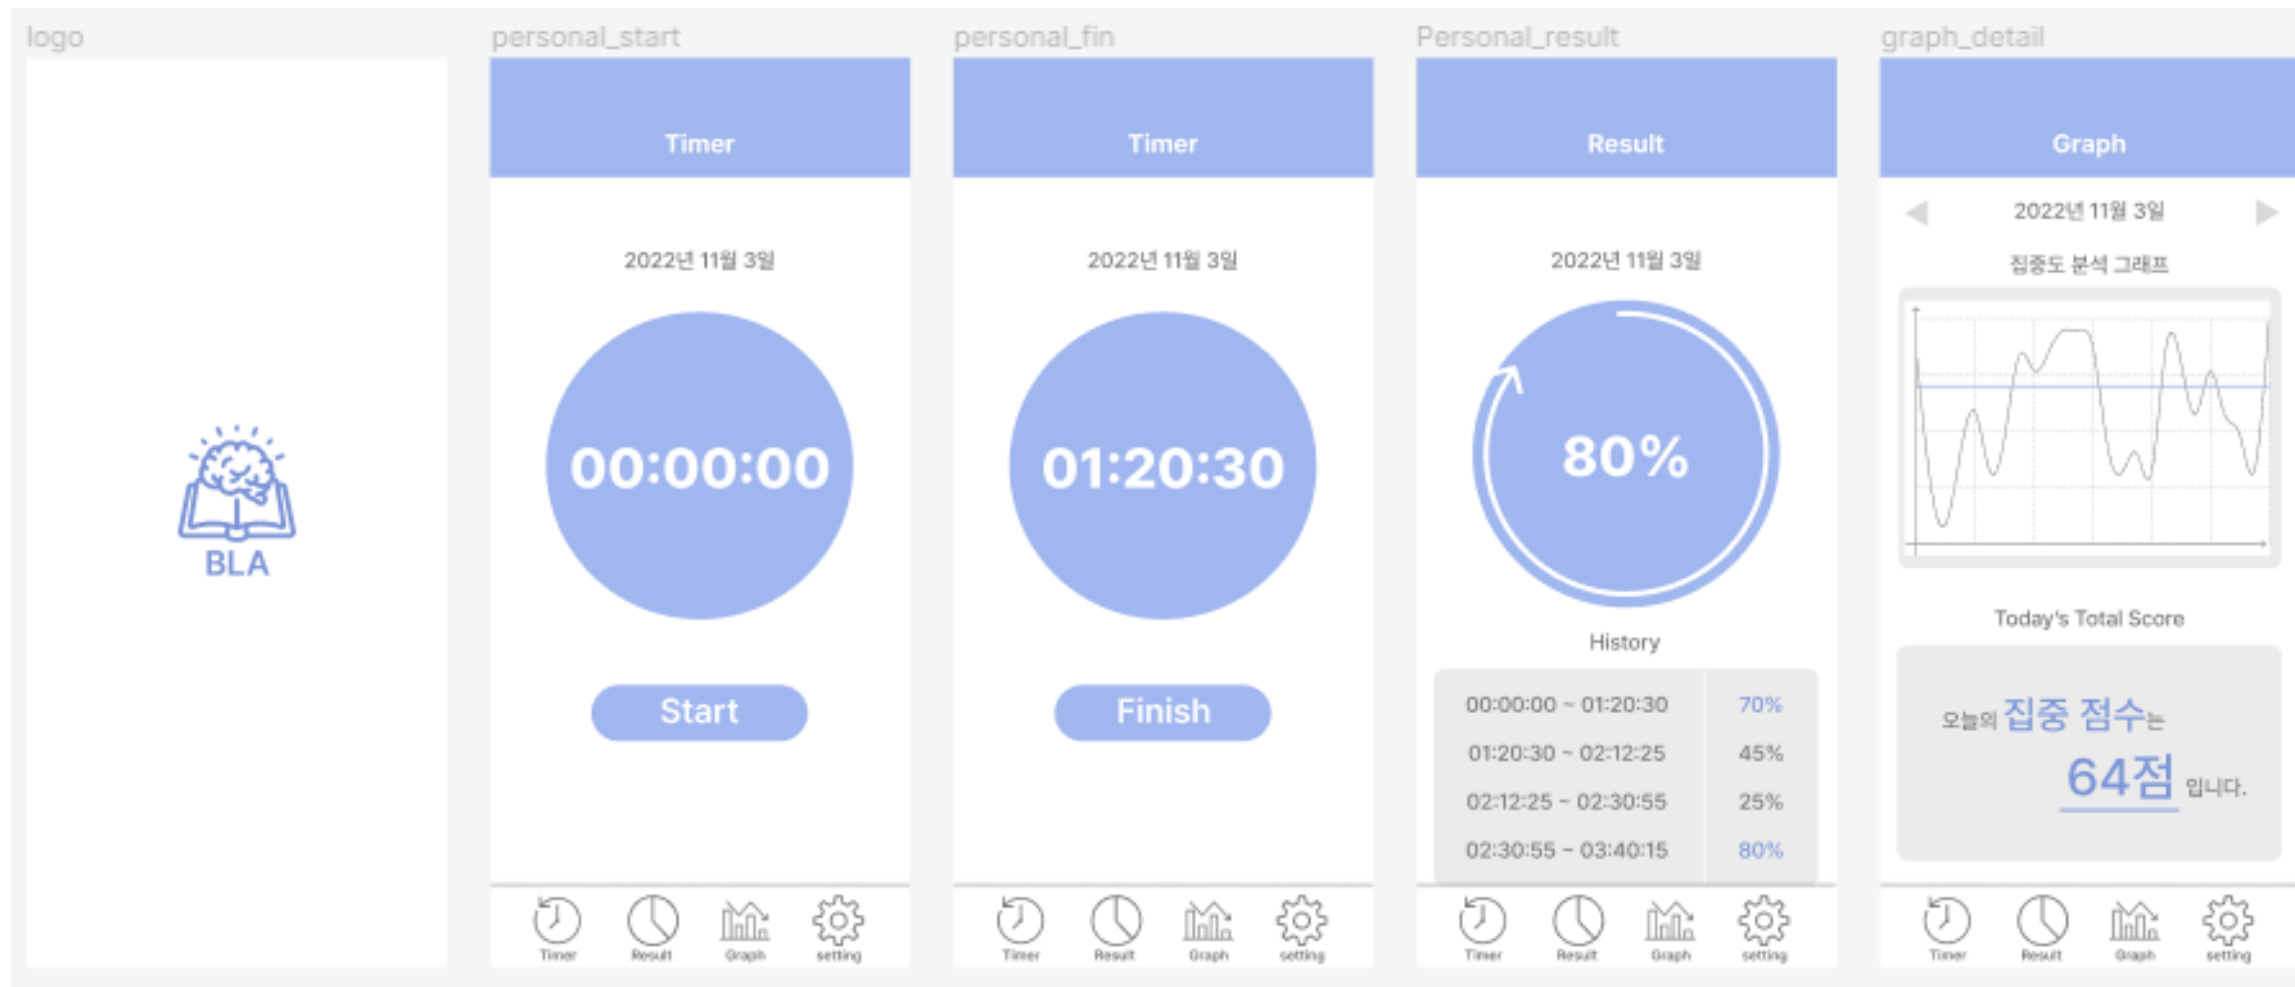 logo
BLA
personal_start
Timer
2022년 11월 3일
00:00:00
Start
Timer
Result
Graph
setting
personal_fin
Timer
2022년 11월 3일
01:20:30
Finish
Timer
Result
Graph
setting
Personal_result
Result
2022년 11월 3일
80%
History
00:00:00 ~ 01:20:30 70%
01:20:30 ~ 02:12:25 45%
02:12:25 ~ 02:30:55 25%
02:30:55 ~ 03:40:15 80%
Timer
Result
Graph
setting
graph_detail
Graph
2022년 11월 3일
집중도 분석 그래프
Today's Total Score
오늘의 집중 점수는
64점 입니다.
Timer
Result
Graph
setting